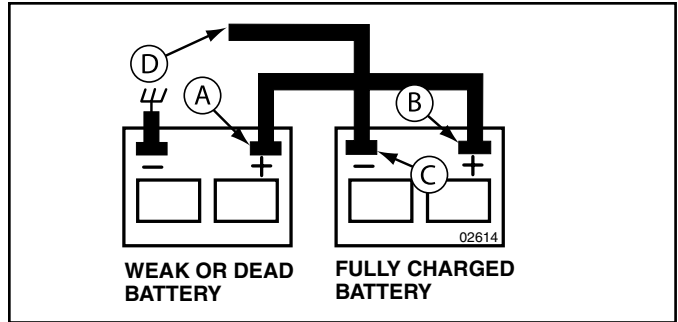 D
A
B
C
– + – +
02614
WEAK OR DEAD
BATTERY
FULLY CHARGED
BATTERY